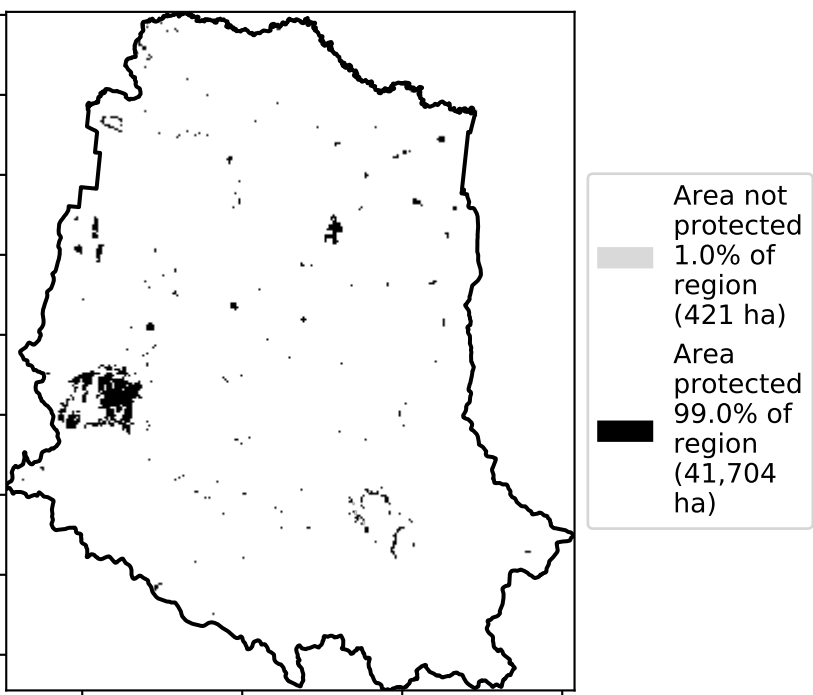 Area not
protected
1.0% of
region
(421 ha)
Area
protected
99.0% of
region
(41,704
ha)